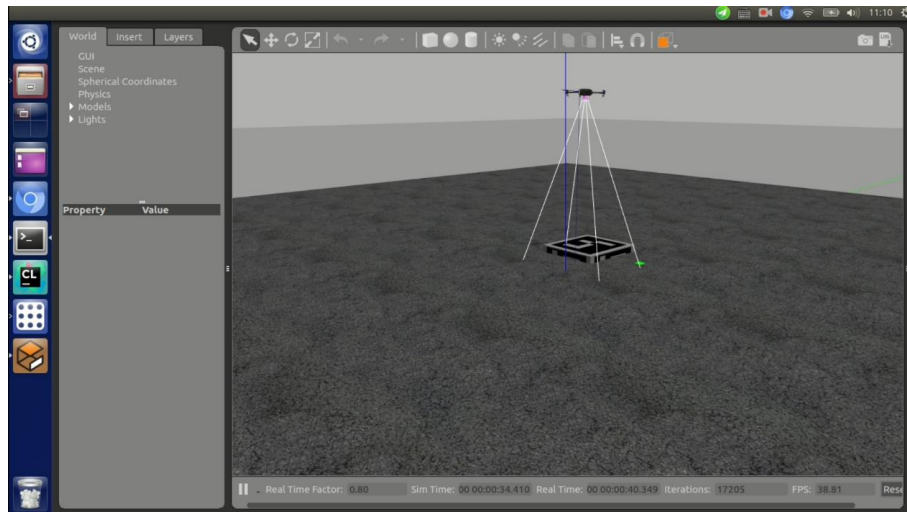 11:10
World Insert Layers
GUI
Scene
Spherical Coordinates
Physics
Models
Lights
Property Value
>_
CL
Real Time Factor: 0.80 Sim Time: 00 00:00:34.410 Real Time: 00 00:00:40.349 Iterations: 17205 FPS: 38.81 Rese